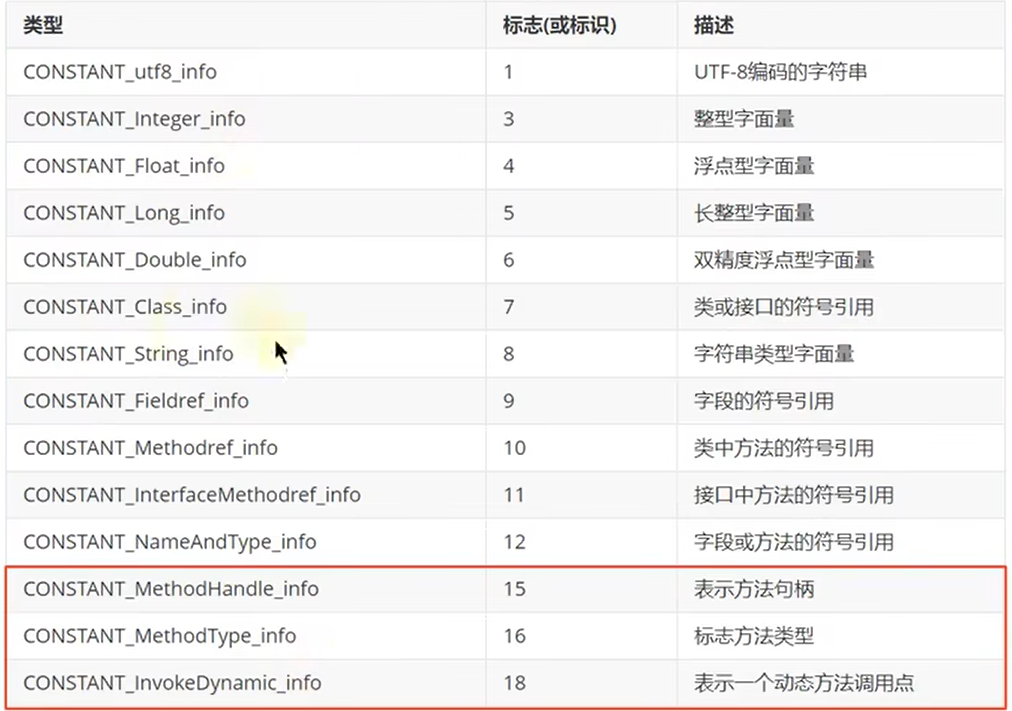 类型 标志(或标识) 描述
CONSTANT_utf8_info 1 UTF-8编码的字符串
CONSTANT_Integer_info 3 整型字面量
CONSTANT_Float_info 4 浮点型字面量
CONSTANT_Long_info 5 长整型字面量
CONSTANT_Double_info 6 双精度浮点型字面量
CONSTANT_Class_info 7 类或接口的符号引用
CONSTANT_String_info 8 字符串类型字面量
CONSTANT_Fieldref_info 9 字段的符号引用
CONSTANT_Methodref_info 10 类中方法的符号引用
CONSTANT_InterfaceMethodref_info 11 接口中方法的符号引用
CONSTANT_NameAndType_info 12 字段或方法的符号引用
CONSTANT_MethodHandle_info 15 表示方法句柄
CONSTANT_MethodType_info 16 标志方法类型
CONSTANT_InvokeDynamic_info 18 表示一个动态方法调用点